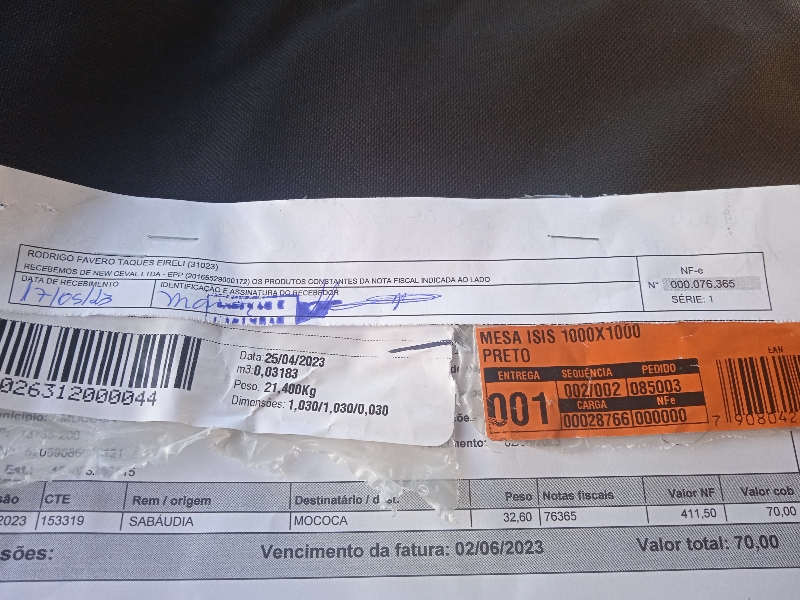 RODRIGO FAVERO TAQUES EIRELI (31023)
RECEBEMOS DE NEW CEVAL LTDA - EPP (20165528000172) OS PRODUTOS CONSTANTES DA NOTA FISCAL INDICADA AO LADO
DATA DE RECEBIMENTO
IDENTIFICAÇÃO E ASSINATURA DO RECEBEDOR
17/05/23
NF-e
N° 000.076.365
SÉRIE: 1
026312000044
Data: 25/04/2023
m3: 0,03183
Peso: 21,400Kg
Dimensões: 1,030/1,030/0,030
MESA ISIS 1000X1000
PRETO
ENTREGA SEQUÊNCIA PEDIDO
001 002/002 085003
CARGA NFe
00028766 000000
EAN
7 908042
CTE Rem / origem Destinatário / Peso Notas fiscais Valor NF Valor cob
2023 153319 SABÁUDIA MOCOCA 32,60 76365 411,50 70,00
sões: Vencimento da fatura: 02/06/2023 Valor total: 70,00